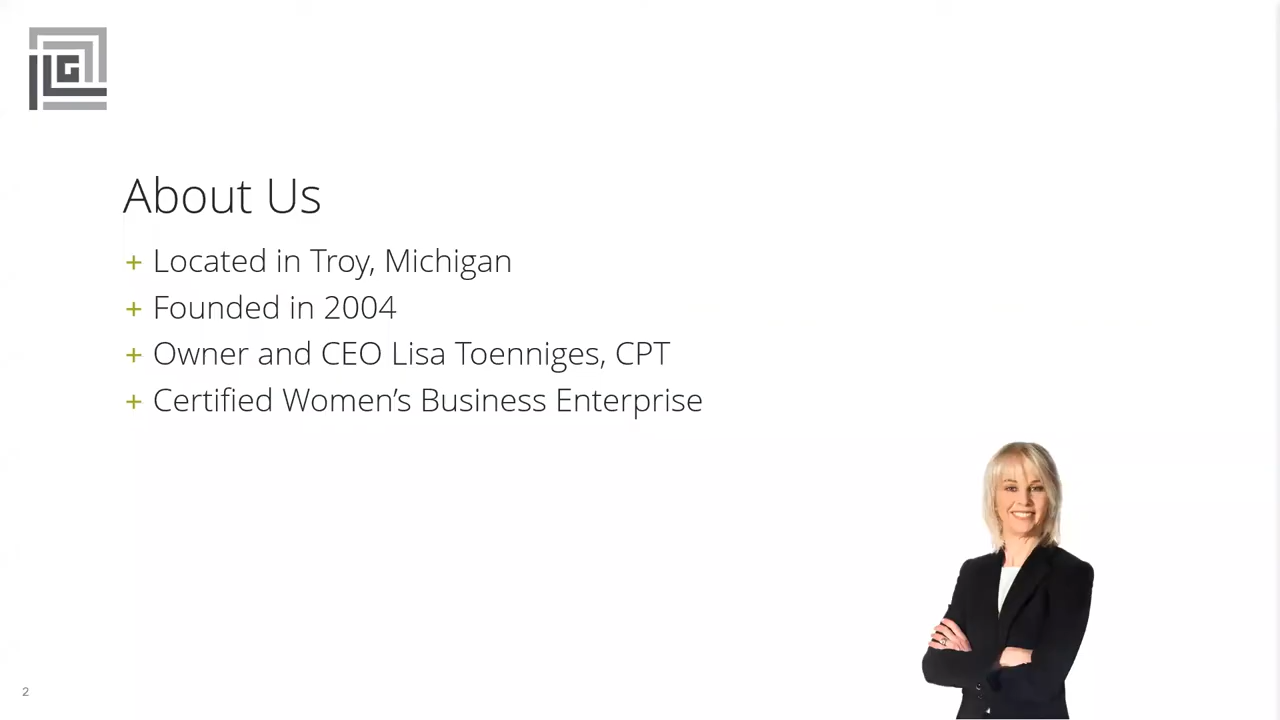 About Us
+ Located in Troy, Michigan
+ Founded in 2004
+ Owner and CEO Lisa Toenniges, CPT
+ Certified Women’s Business Enterprise
2